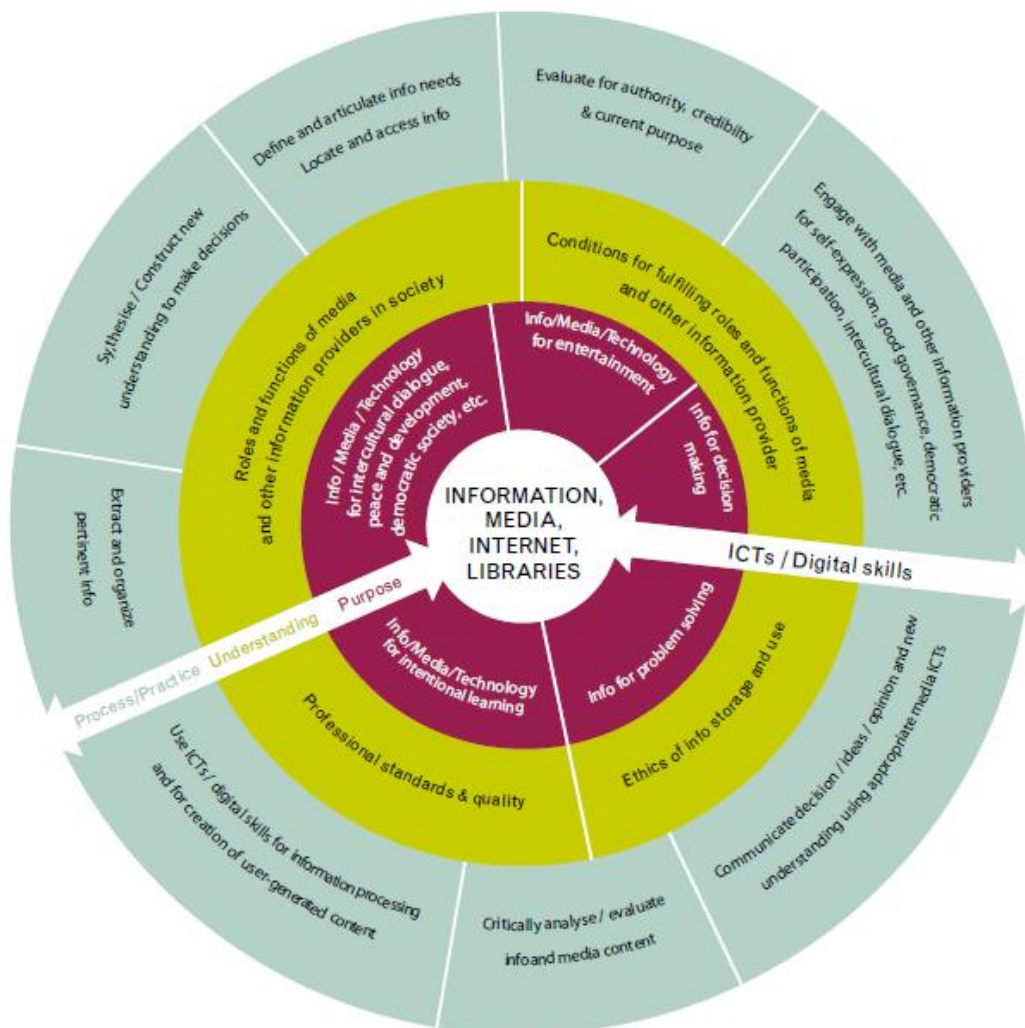 Define and articulate info needs
Locate and access info
Evaluate for authority, credibilty
& current purpose
Engage with media and other information providers
for self-expression, good governance, democratic
participation, intercultural dialogue, etc.
Sythesise / Construct new
understanding to make decisions
Extract and organize
pertinent info
Roles and functions of media
and other information providers in society
Conditions for fulfilling roles and functions of media
and other information provider
Info / Media / Technology
for intercultural dialogue,
peace and development,
democratic society, etc.
Info/Media/Technology
for entertainment
Info for decision
making
INFORMATION,
MEDIA,
INTERNET,
LIBRARIES
ICTs / Digital skills
Process/Practice Understanding Purpose
Info/Media/Technology
for intentional learning
Info for problem solving
Professional standards & quality
Ethics of info storage and use
Use ICTs / digital skills for information processing
and for creation of user-generated content
Critically analyse / evaluate
infoand media content
Communicate decision / ideas / opinion and new
understanding using appropriate media ICTs